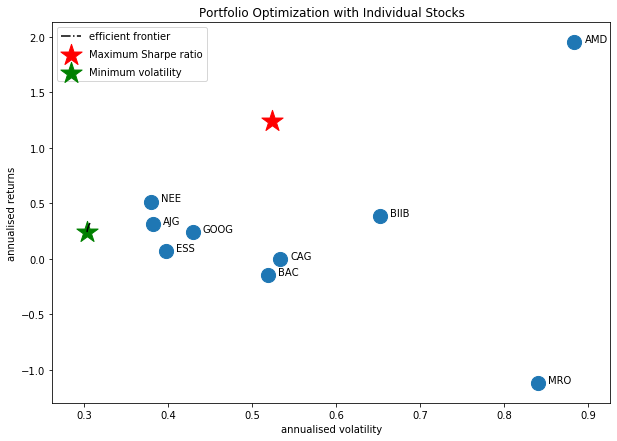 Portfolio Optimization with Individual Stocks
efficient frontier
Maximum Sharpe ratio
Minimum volatility
AMD
NEE
AJG
GOOG
ESS
BIIB
CAG
BAC
MRO
2.0
1.5
1.0
0.5
0.0
−0.5
−1.0
annualised returns
0.3 0.4 0.5 0.6 0.7 0.8 0.9
annualised volatility